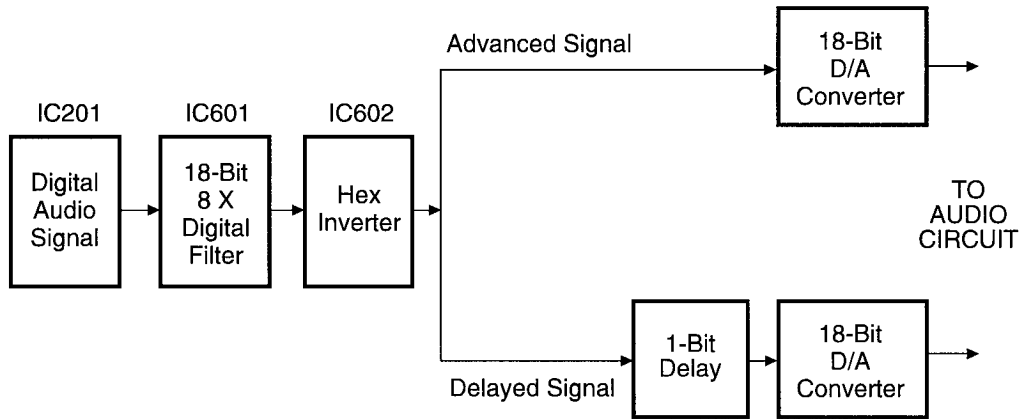 IC201
Digital
Audio
Signal
IC601
18-Bit
8 X
Digital
Filter
IC602
Hex
Inverter
Advanced Signal
18-Bit
D/A
Converter
TO
AUDIO
CIRCUIT
Delayed Signal
1-Bit
Delay
18-Bit
D/A
Converter